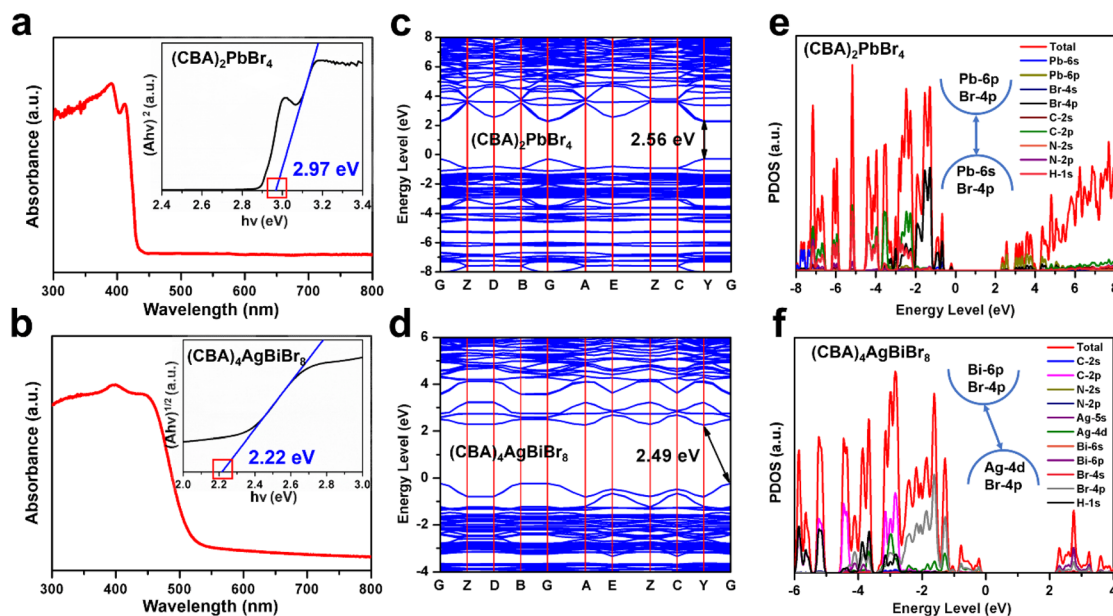 a
Absorbance (a.u.)
(CBA)₂PbBr₄
(Ahv) ² (a.u.)
2.97 eV
2.4 2.6 2.8 3.0 3.2 3.4
hv (eV)
300 400 500 600 700 800
Wavelength (nm)
b
Absorbance (a.u.)
(CBA)₄AgBiBr₈
(Ahv)¹/² (a.u.)
2.22 eV
2.0 2.2 2.4 2.6 2.8 3.0
hv (eV)
300 400 500 600 700 800
Wavelength (nm)
c
Energy Level (eV)
8
6
4
2
0
-2
-4
-6
-8
(CBA)₂PbBr₄
2.56 eV
G Z D B G A E Z C Y G
d
Energy Level (eV)
6
4
2
0
-2
-4
(CBA)₄AgBiBr₈
2.49 eV
G Z D B G A E Z C Y G
e
PDOS (a.u.)
(CBA)₂PbBr₄
Pb-6p
Br-4p
Pb-6s
Br-4p
Total
Pb-6s
Pb-6p
Br-4s
Br-4p
C-2s
C-2p
N-2s
N-2p
H-1s
-8 -6 -4 -2 0 2 4 6 8
Energy Level (eV)
f
PDOS (a.u.)
(CBA)₄AgBiBr₈
Bi-6p
Br-4p
Ag-4d
Br-4p
Total
C-2s
C-2p
N-2s
N-2p
Ag-5s
Ag-4d
Bi-6s
Bi-6p
Br-4s
Br-4p
H-1s
-6 -4 -2 0 2 4
Energy Level (eV)